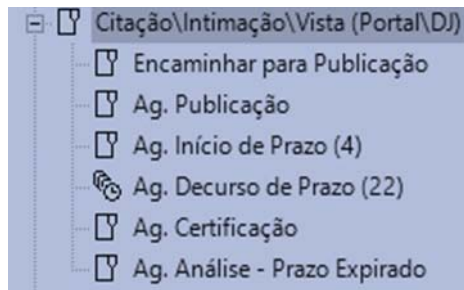 Citação\Intimação\Vista (Portal\DJ)
Encaminhar para Publicação
Ag. Publicação
Ag. Início de Prazo (4)
Ag. Decurso de Prazo (22)
Ag. Certificação
Ag. Análise - Prazo Expirado